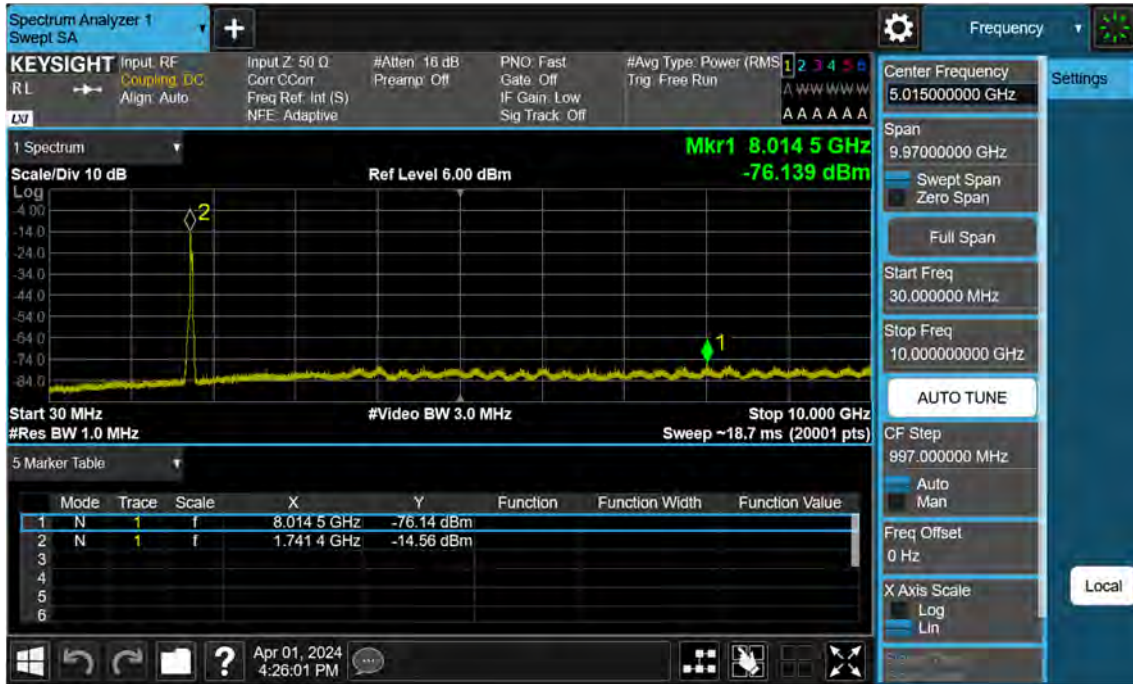 Spectrum Analyzer 1
Swept SA
+
Frequency
KEYSIGHT
RL
LXI
Input: RF
Coupling: DC
Align: Auto
Input Z: 50 Ω
Corr CCorr
Freq Ref: Int (S)
NFE: Adaptive
#Atten: 16 dB
Preamp: Off
PNO: Fast
Gate: Off
IF Gain: Low
Sig Track: Off
#Avg Type: Power (RMS
Trig: Free Run
1 2 3 4 5 6
A W W W W W
A A A A A A
1 Spectrum
Scale/Div 10 dB
Ref Level 6.00 dBm
Mkr1 8.014 5 GHz
-76.139 dBm
Log
-4.00
-14.0
-24.0
-34.0
-44.0
-54.0
-64.0
-74.0
-84.0
2
1
Start 30 MHz
#Video BW 3.0 MHz
Stop 10.000 GHz
#Res BW 1.0 MHz
Sweep ~18.7 ms (20001 pts)
5 Marker Table
Mode Trace Scale X Y Function Function Width Function Value
1 N 1 f 8.014 5 GHz -76.14 dBm
2 N 1 f 1.741 4 GHz -14.56 dBm
3
4
5
6
?
Apr 01, 2024
4:26:01 PM
Center Frequency
5.015000000 GHz
Span
9.97000000 GHz
Swept Span
Zero Span
Full Span
Start Freq
30.000000 MHz
Stop Freq
10.000000000 GHz
AUTO TUNE
CF Step
997.000000 MHz
Auto
Man
Freq Offset
0 Hz
X Axis Scale
Log
Lin
Settings
Local